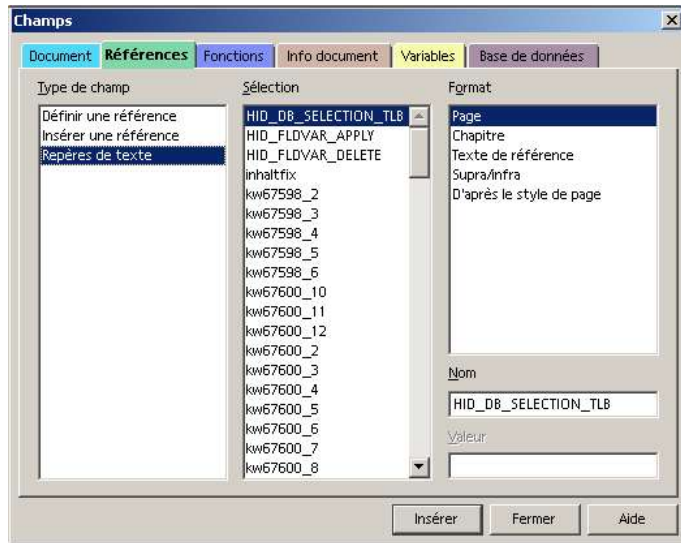 Champs
Document Références Fonctions Info document Variables Base de données
Type de champ
Définir une référence
Insérer une référence
Repères de texte
Sélection
HID_DB_SELECTION_TLB
HID_FLDVAR_APPLY
HID_FLDVAR_DELETE
inhaltfix
kw67598_2
kw67598_3
kw67598_4
kw67598_5
kw67598_6
kw67600_10
kw67600_11
kw67600_12
kw67600_2
kw67600_3
kw67600_4
kw67600_5
kw67600_6
kw67600_7
kw67600_8
Format
Page
Chapitre
Texte de référence
Supra/infra
D'après le style de page
Nom
HID_DB_SELECTION_TLB
Valeur
Insérer Fermer Aide